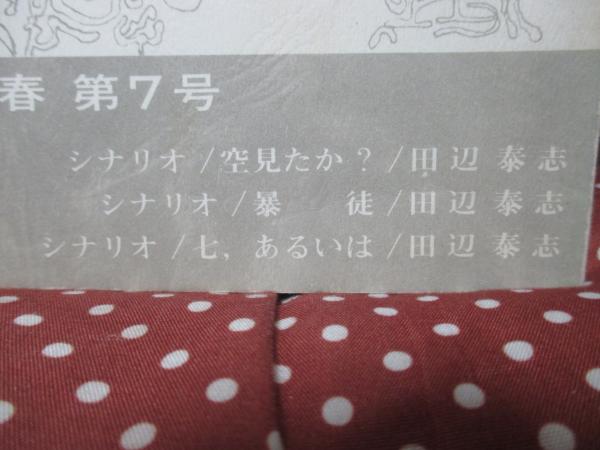 春 第7号
シナリオ/空見たか?/田辺泰志
シナリオ/暴 徒/田辺泰志
シナリオ/七, あるいは/田辺泰志